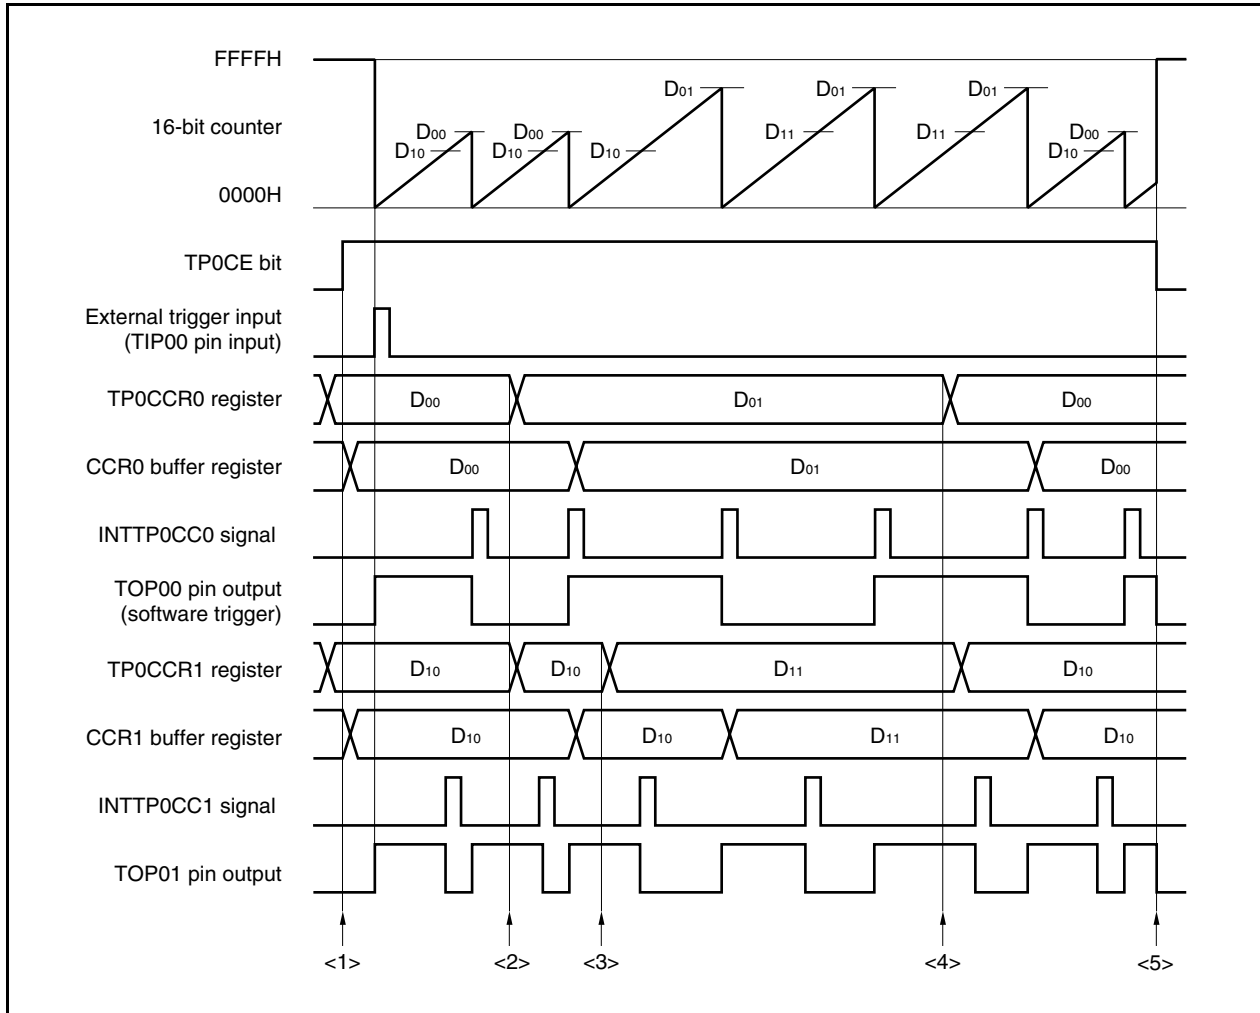 FFFFH
16-bit counter
0000H
D00 D00 D01 D01 D01 D00
D10 D10 D10 D11 D11 D10
TP0CE bit
External trigger input
(TIP00 pin input)
TP0CCR0 register D00 D01 D00
CCR0 buffer register D00 D01 D00
INTTP0CC0 signal
TOP00 pin output
(software trigger)
TP0CCR1 register D10 D10 D11 D10
CCR1 buffer register D10 D10 D11 D10
INTTP0CC1 signal
TOP01 pin output
<1> <2> <3> <4> <5>